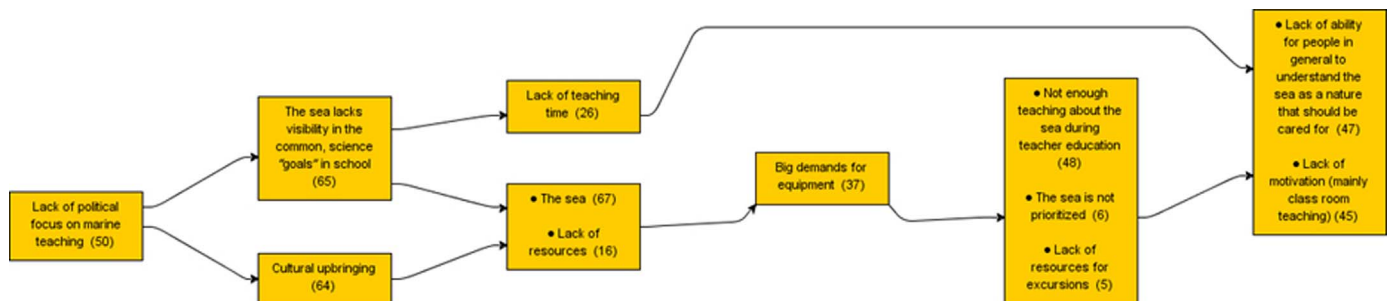 Lack of political
focus on marine
teaching (50)
The sea lacks
visibility in the
common, science
"goals" in school
(65)
Cultural upbringing
(64)
Lack of teaching
time (26)
● The sea (67)
● Lack of
resources (16)
Big demands for
equipment (37)
● Not enough
teaching about the
sea during
teacher education
(48)
● The sea is not
prioritized (6)
● Lack of
resources for
excursions (5)
● Lack of ability
for people in
general to
understand the
sea as a nature
that should be
cared for (47)
● Lack of
motivation (mainly
class room
teaching) (45)